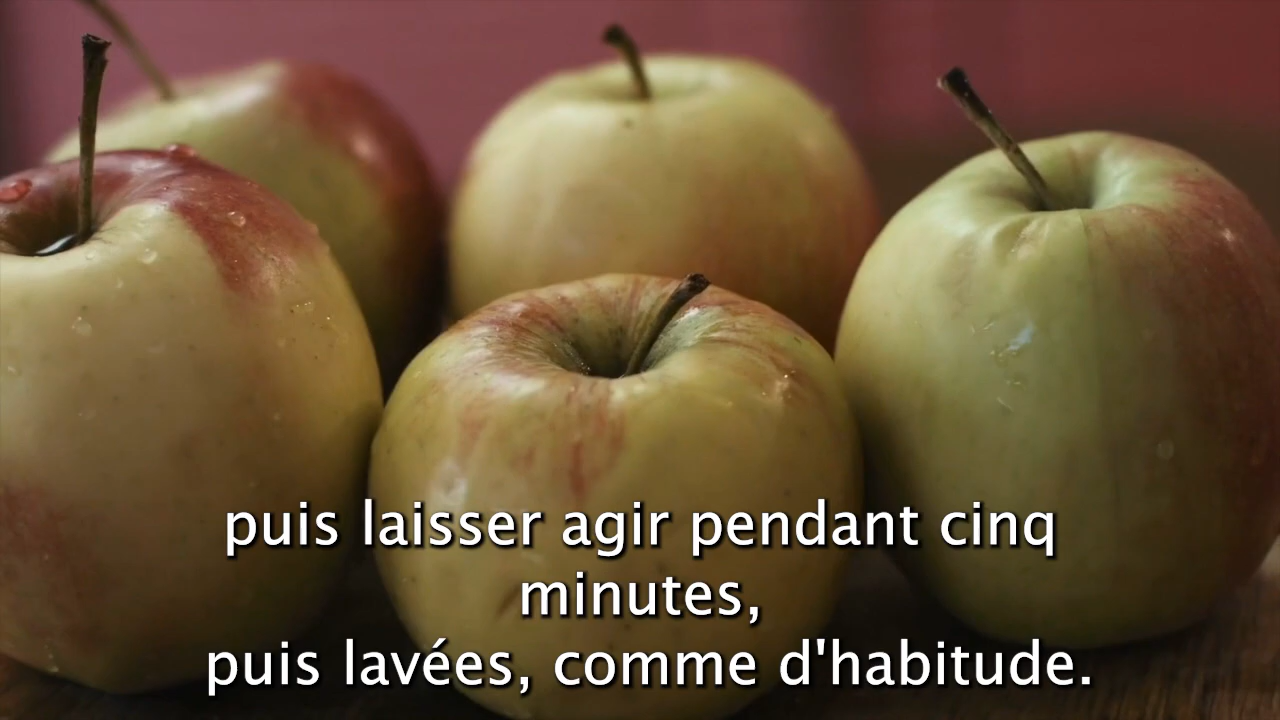 puis laisser agir pendant cinq
minutes,
puis lavées, comme d'habitude.